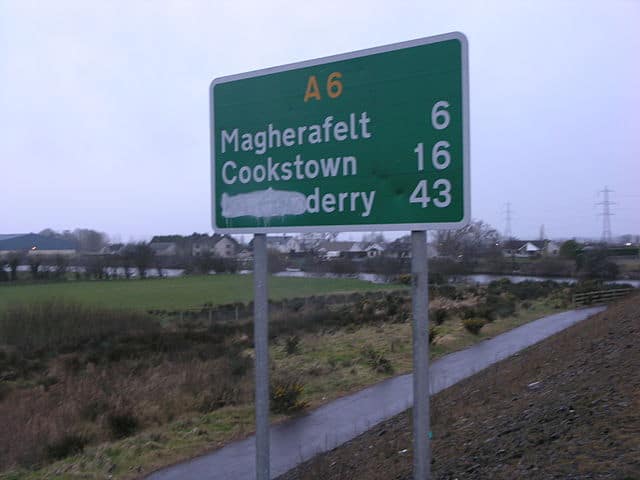 A6
Magherafelt 6
Cookstown 16
derry 43